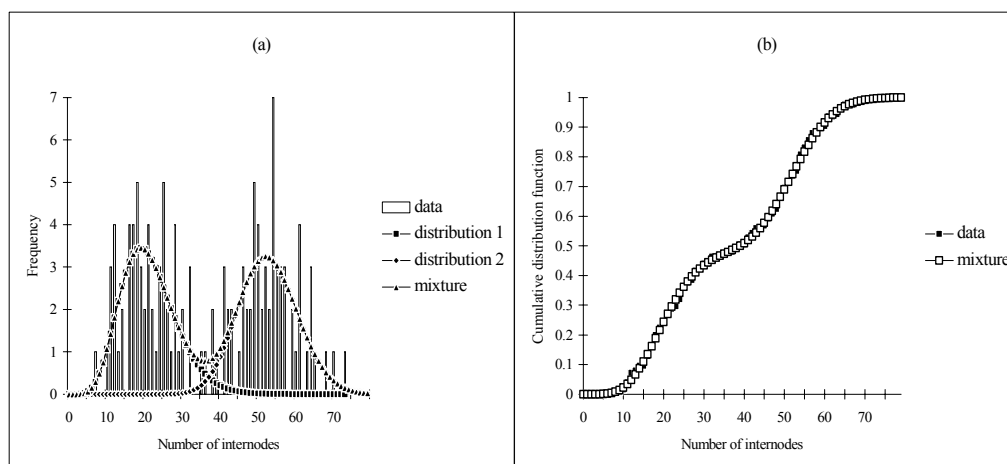 (a)
7
6
5
4
3
2
1
0
Frequency
0 10 20 30 40 50 60 70
Number of internodes
data
distribution 1
distribution 2
mixture
(b)
1
0.9
0.8
0.7
0.6
0.5
0.4
0.3
0.2
0.1
0
Cumulative distribution function
0 10 20 30 40 50 60 70
Number of internodes
data
mixture